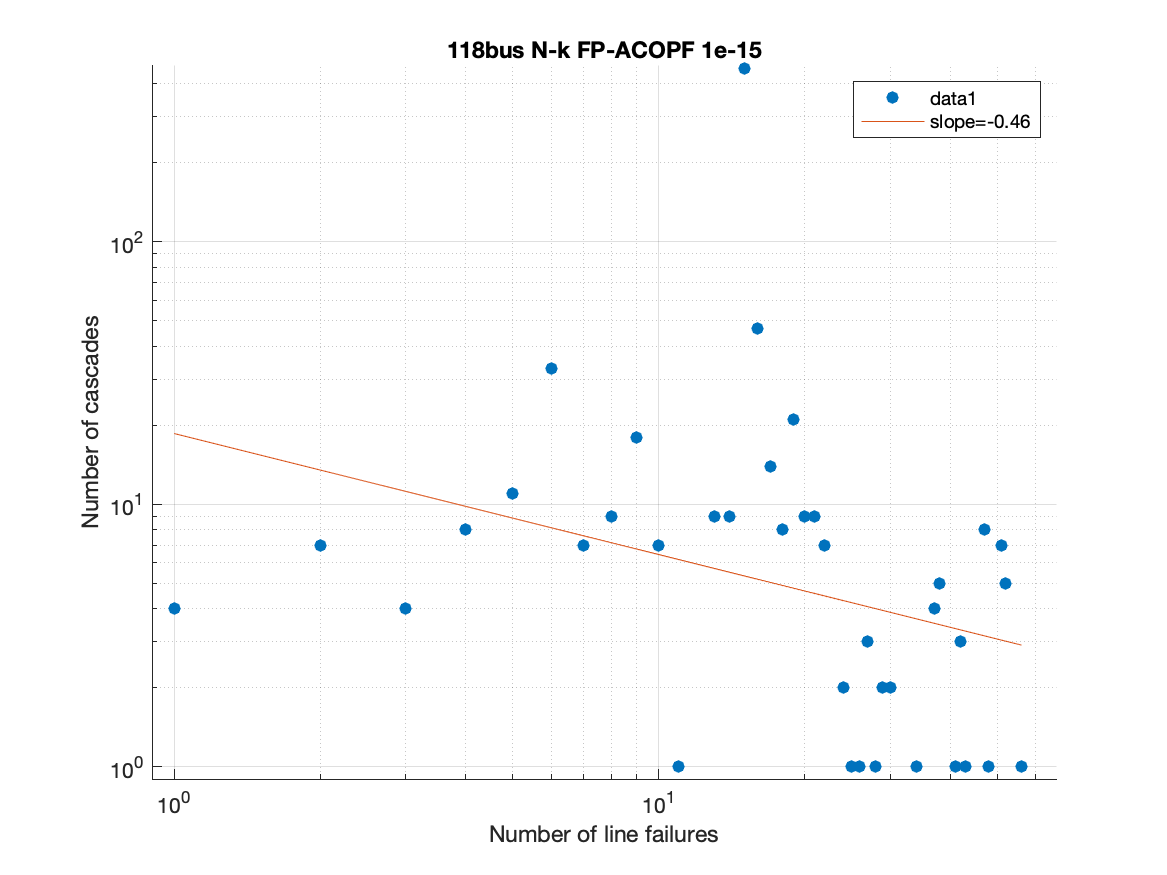 118bus N-k FP-ACOPF 1e-15
data1
slope=-0.46
Number of cascades
10^2
10^1
10^0
10^0
10^1
Number of line failures